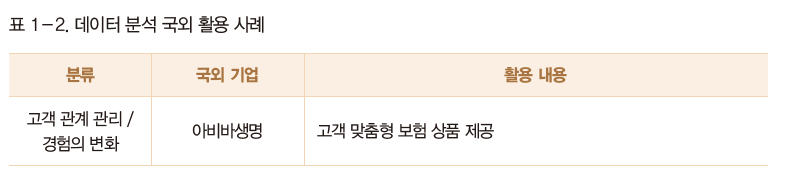 표 1-2. 데이터 분석 국외 활용 사례
분류 국외 기업 활용 내용
고객 관계 관리 /
경험의 변화
아비바생명
고객 맞춤형 보험 상품 제공